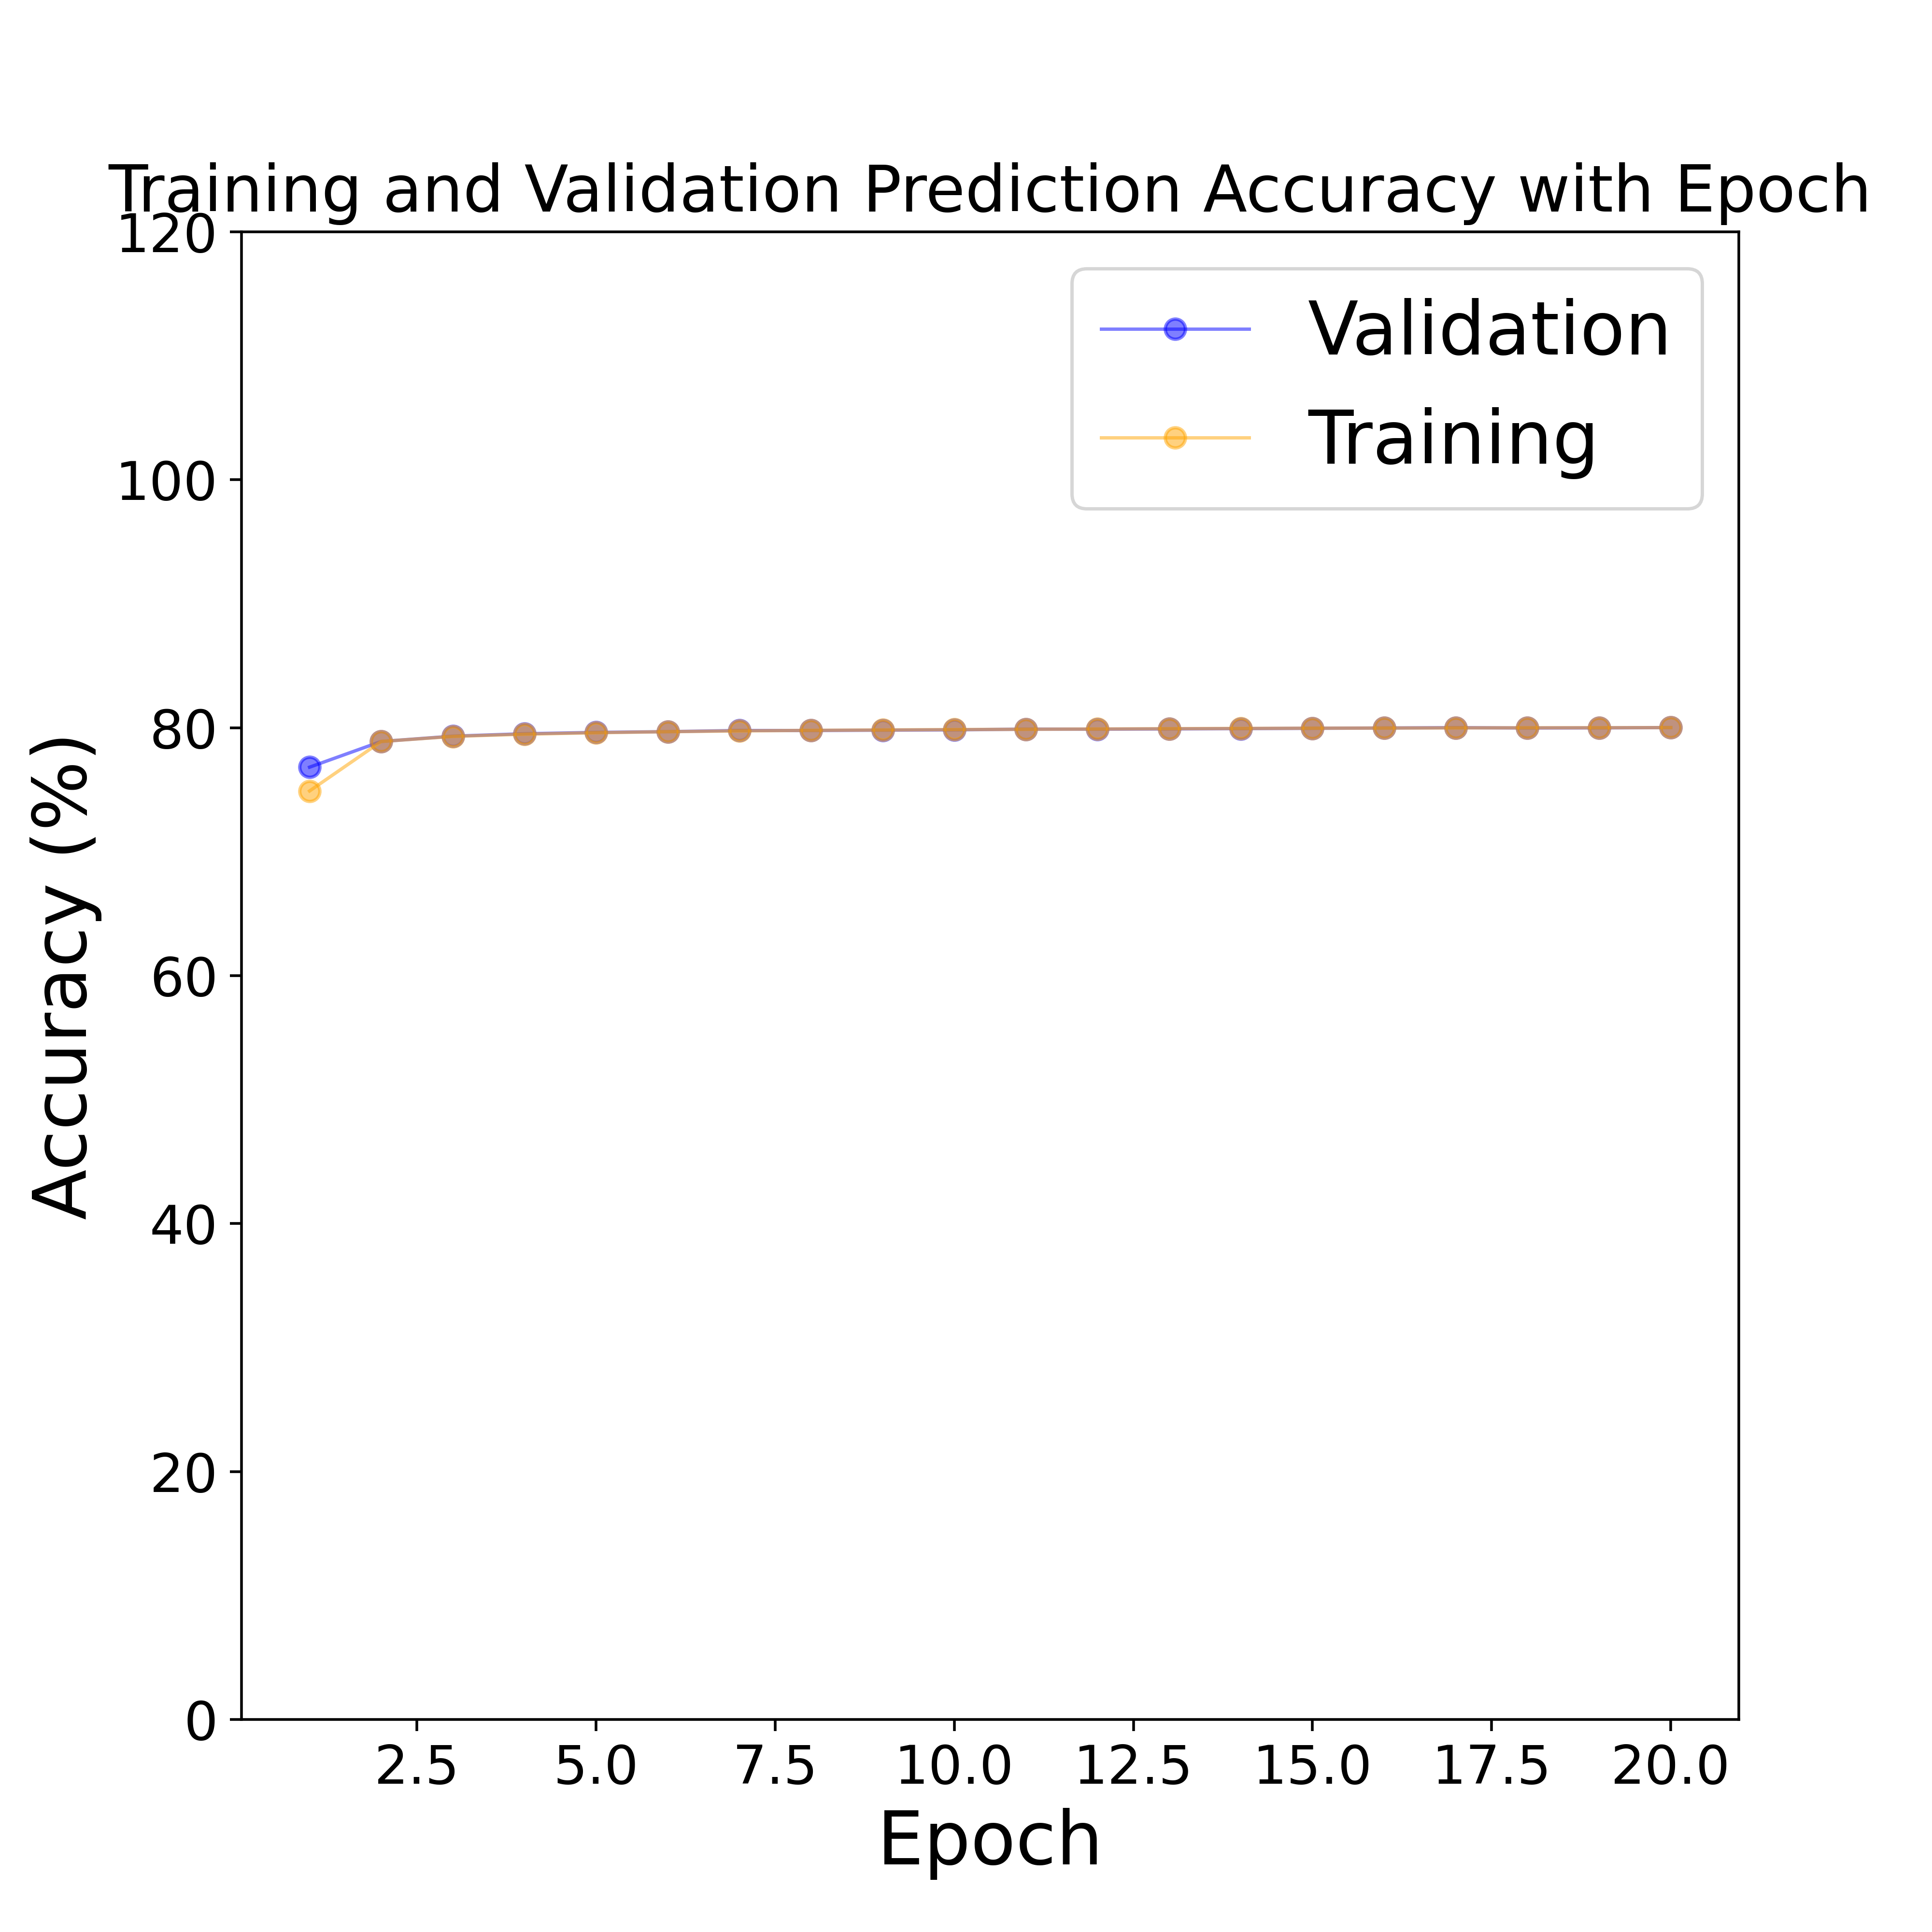 Training and Validation Prediction Accuracy with Epoch
120
100
80
60
40
20
0
Accuracy (%)
Validation
Training
2.5 5.0 7.5 10.0 12.5 15.0 17.5 20.0
Epoch